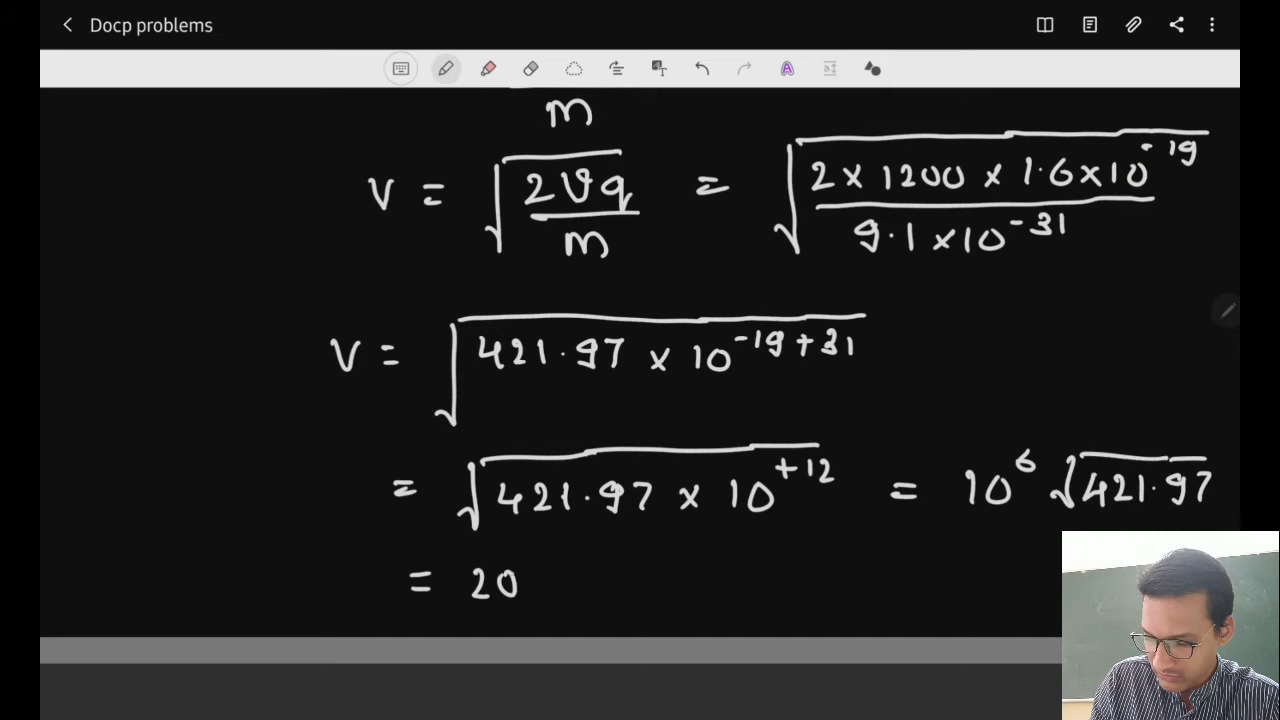 Docp problems
m
v = √(2Vq/m) = √(2 × 1200 × 1.6×10⁻¹⁹ / 9.1×10⁻³¹)
v = √(421.97 × 10⁻¹⁹⁺³¹)
= √(421.97 × 10⁺¹²) = 10⁶ √421.97
= 20